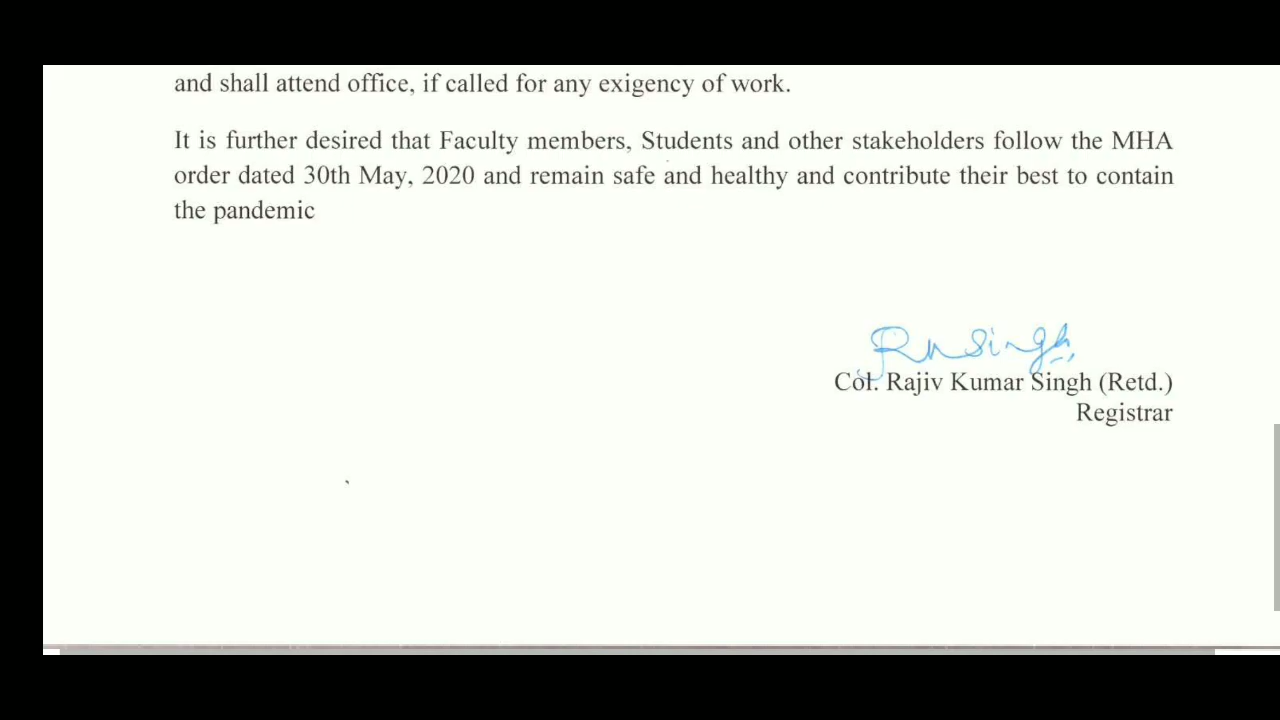 and shall attend office, if called for any exigency of work.
It is further desired that Faculty members, Students and other stakeholders follow the MHA
order dated 30th May, 2020 and remain safe and healthy and contribute their best to contain
the pandemic
RK Singh
Col. Rajiv Kumar Singh (Retd.)
Registrar